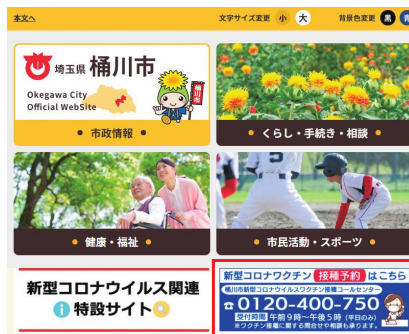 本文へ 文字サイズ変更 小 大 背景色変更 黒 青
埼玉県 桶川市
Okegawa City
Official WebSite
桶川市
• 市政情報 •
• くらし・手続き・相談 •
• 健康・福祉 •
• 市民活動・スポーツ •
新型コロナウイルス関連
特設サイト
新型コロナワクチン 接種予約 はこちら
桶川市新型コロナウイルスワクチン接種コールセンター
0120-400-750
受付時間 午前9時～午後5時 (平日のみ)
※ワクチン接種に関する問合せや相談も承ります。